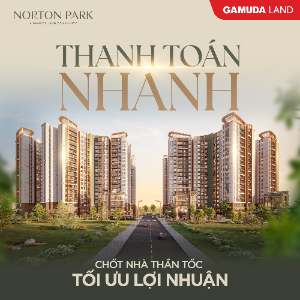 NORTON PARK
GAMUDA LAND
THANH TOÁN
NHANH
CHỐT NHÀ THẦN TỐC
TỐI ƯU LỢI NHUẬN